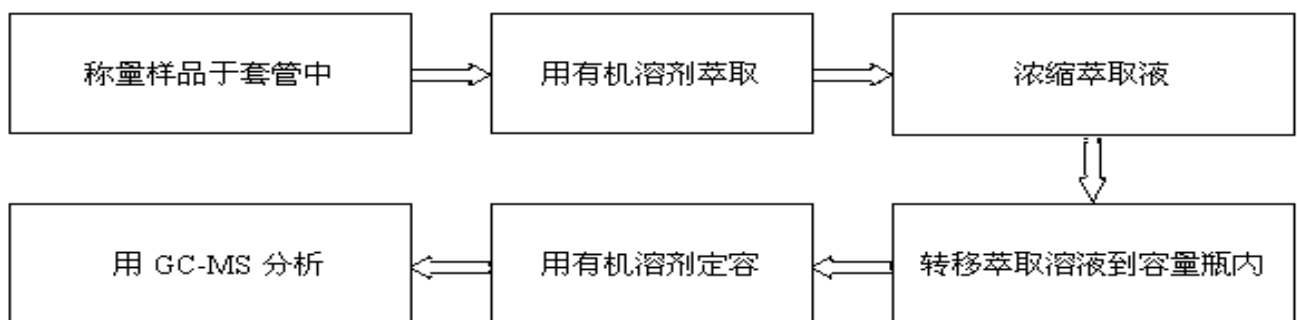 称量样品于套管中
用有机溶剂萃取
浓缩萃取液
转移萃取溶液到容量瓶内
用有机溶剂定容
用 GC-MS 分析